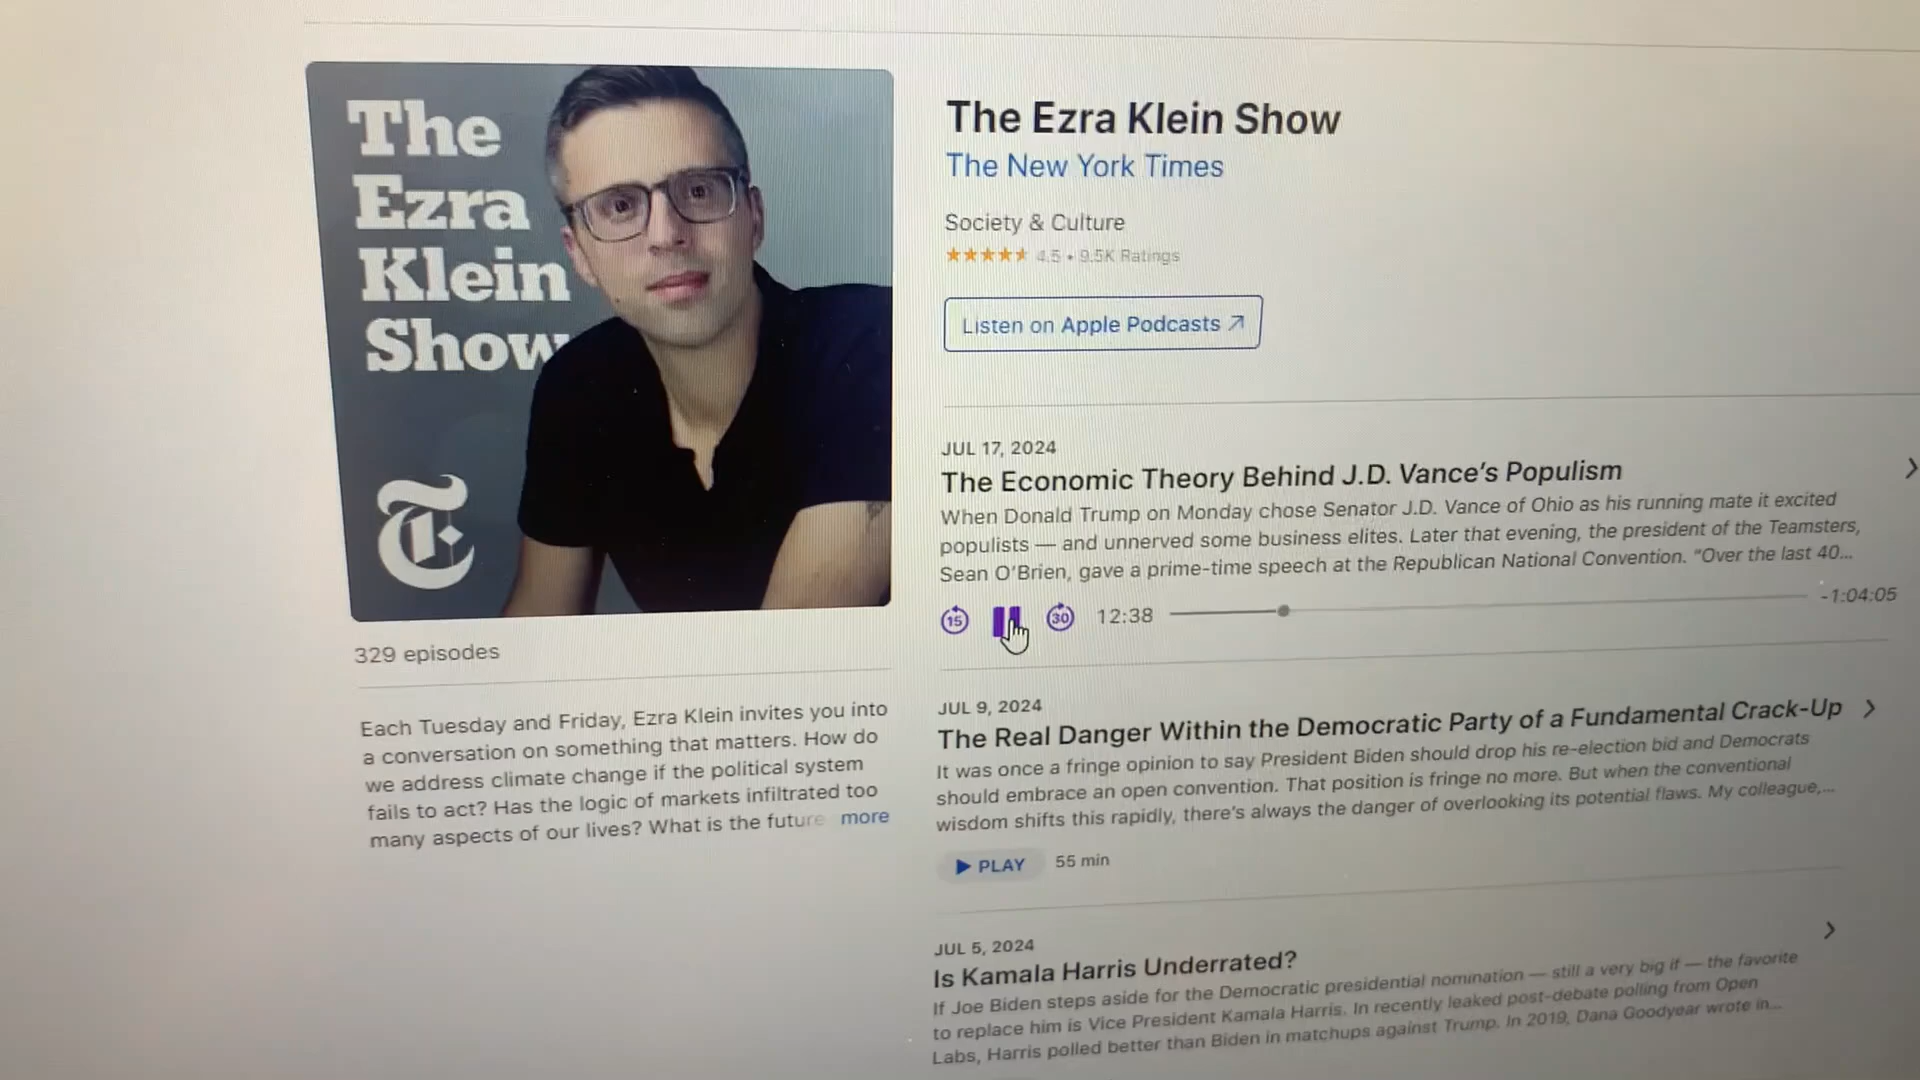 The
Ezra
Klein
Show
T
329 episodes
Each Tuesday and Friday, Ezra Klein invites you into
a conversation on something that matters. How do
we address climate change if the political system
fails to act? Has the logic of markets infiltrated too
many aspects of our lives? What is the future more
The Ezra Klein Show
The New York Times
Society & Culture
★★★★★ 4.5 • 9.5K Ratings
Listen on Apple Podcasts ↗
JUL 17, 2024
The Economic Theory Behind J.D. Vance's Populism
When Donald Trump on Monday chose Senator J.D. Vance of Ohio as his running mate it excited
populists — and unnerved some business elites. Later that evening, the president of the Teamsters,
Sean O'Brien, gave a prime-time speech at the Republican National Convention. "Over the last 40...
15 30 12:38 -1:04:05
JUL 9, 2024
The Real Danger Within the Democratic Party of a Fundamental Crack-Up
It was once a fringe opinion to say President Biden should drop his re-election bid and Democrats
should embrace an open convention. That position is fringe no more. But when the conventional
wisdom shifts this rapidly, there's always the danger of overlooking its potential flaws. My colleague,...
PLAY 55 min
JUL 5, 2024
Is Kamala Harris Underrated?
If Joe Biden steps aside for the Democratic presidential nomination — still a very big if — the favorite
to replace him is Vice President Kamala Harris. In recently leaked post-debate polling from Open
Labs, Harris polled better than Biden in matchups against Trump. In 2019, Dana Goodyear wrote in...